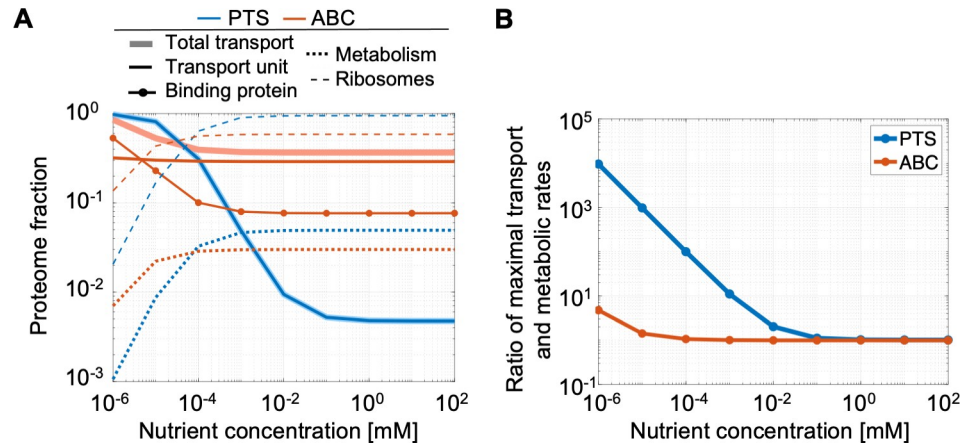 A
PTS ABC
Total transport
Transport unit
Binding protein
Metabolism
Ribosomes
Proteome fraction
10^0
10^-1
10^-2
10^-3
10^-6 10^-4 10^-2 10^0 10^2
Nutrient concentration [mM]
B
Ratio of maximal transport
and metabolic rates
10^5
10^3
10^1
10^-1
PTS
ABC
10^-6 10^-4 10^-2 10^0 10^2
Nutrient concentration [mM]